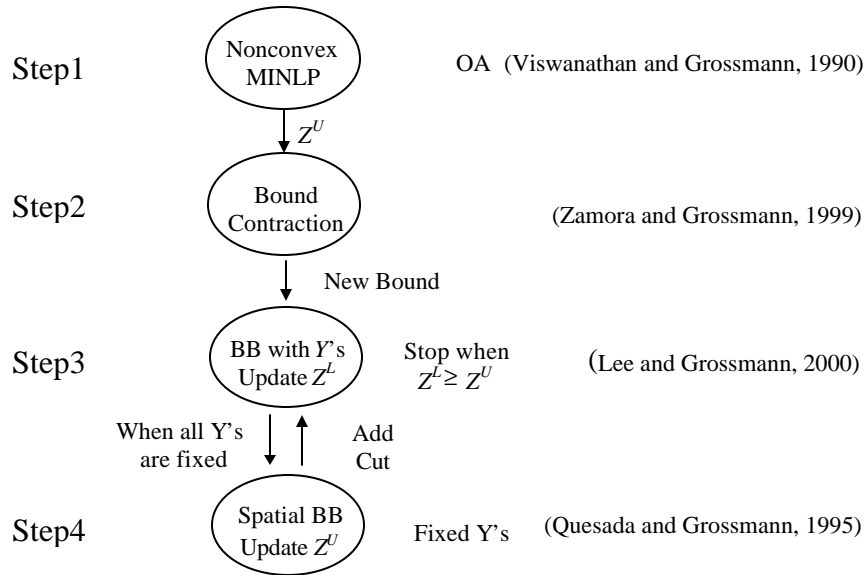 Step1
Nonconvex
MINLP
OA (Viswanathan and Grossmann, 1990)
Z^U
Step2
Bound
Contraction
(Zamora and Grossmann, 1999)
New Bound
Step3
BB with Y's
Update Z^L
Stop when
Z^L ≥ Z^U
(Lee and Grossmann, 2000)
When all Y's
are fixed
Add
Cut
Step4
Spatial BB
Update Z^U
Fixed Y's
(Quesada and Grossmann, 1995)